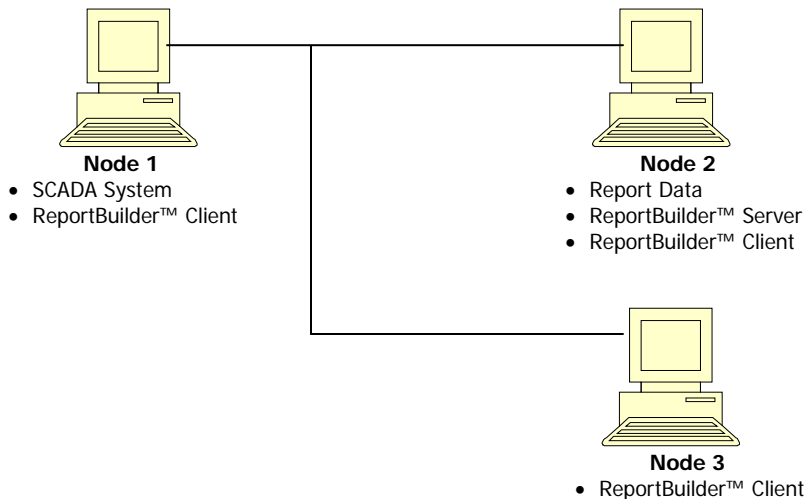 Node 1
• SCADA System
• ReportBuilder™ Client
Node 2
• Report Data
• ReportBuilder™ Server
• ReportBuilder™ Client
Node 3
• ReportBuilder™ Client